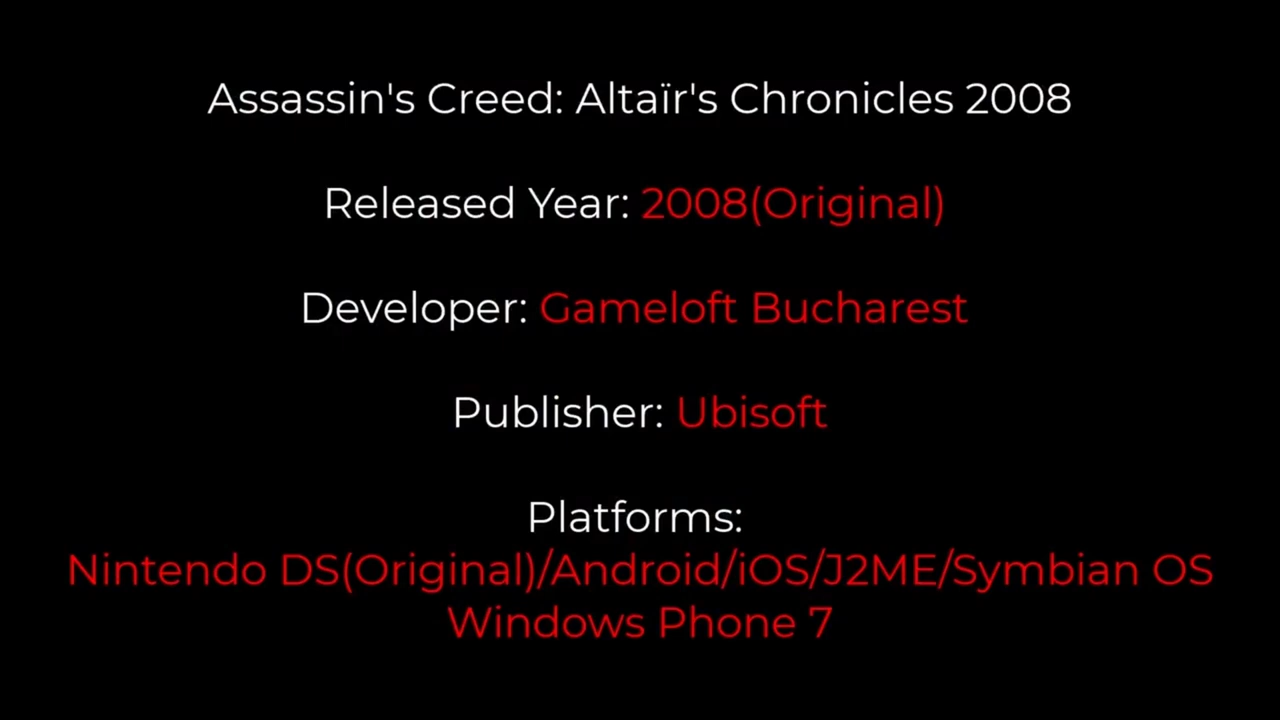 Assassin's Creed: Altaïr's Chronicles 2008
Released Year: 2008(Original)
Developer: Gameloft Bucharest
Publisher: Ubisoft
Platforms:
Nintendo DS(Original)/Android/iOS/J2ME/Symbian OS
Windows Phone 7